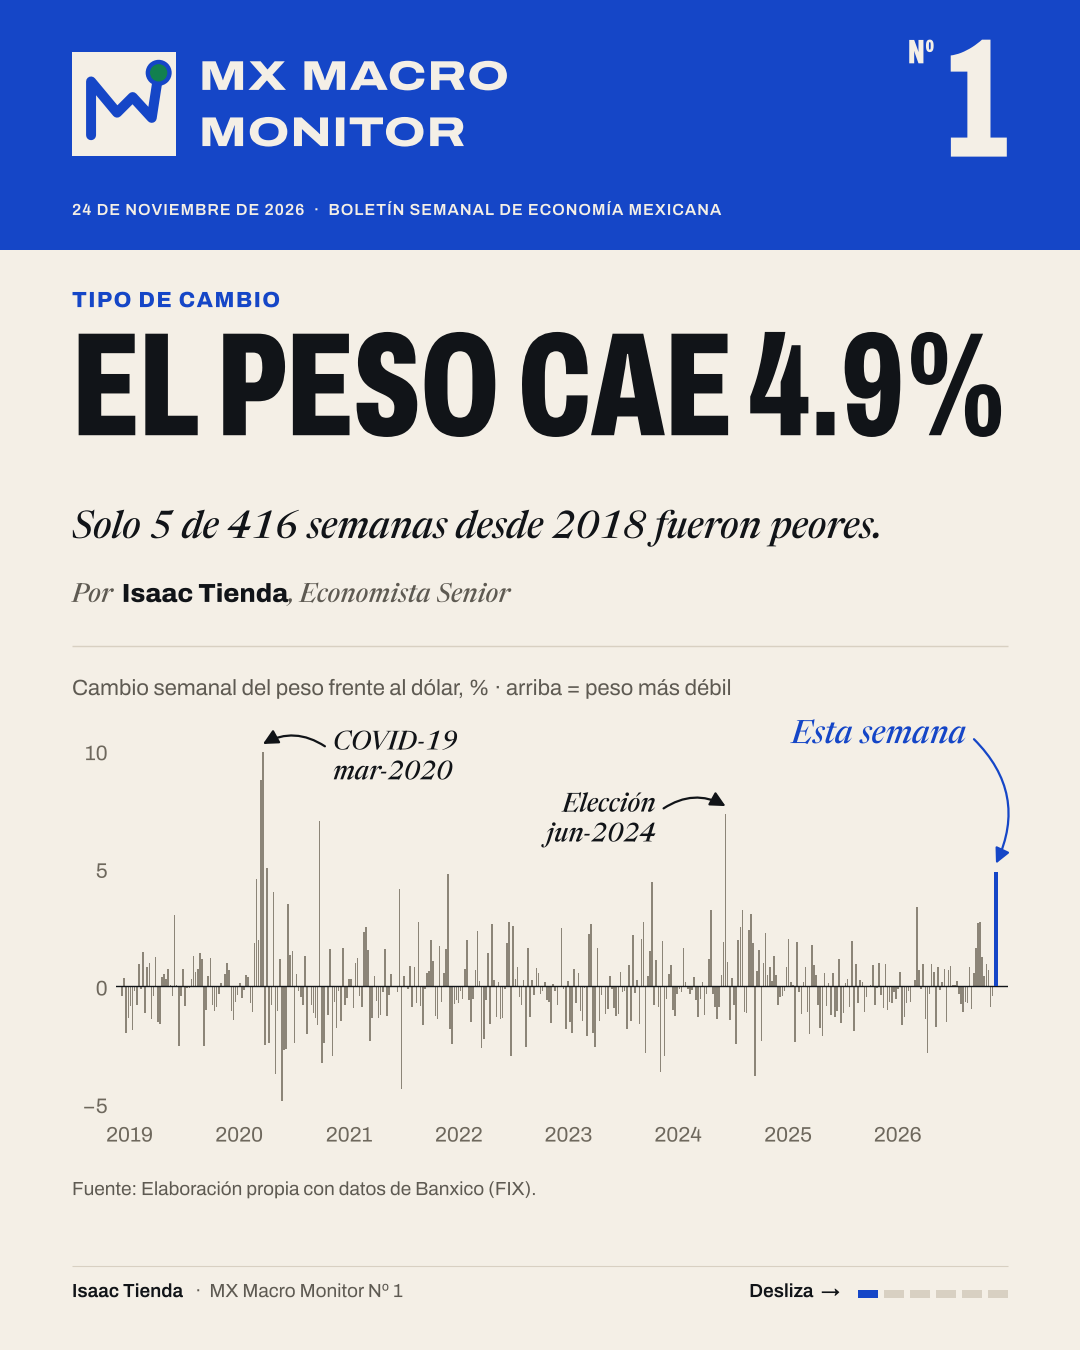 MX MACRO
MONITOR
Nº 1
24 DE NOVIEMBRE DE 2026 · BOLETÍN SEMANAL DE ECONOMÍA MEXICANA
TIPO DE CAMBIO
EL PESO CAE 4.9%
Solo 5 de 416 semanas desde 2018 fueron peores.
Por Isaac Tienda, Economista Senior
Cambio semanal del peso frente al dólar, % · arriba = peso más débil
Esta semana
COVID-19
mar-2020
Elección
jun-2024
10
5
0
−5
2019 2020 2021 2022 2023 2024 2025 2026
Fuente: Elaboración propia con datos de Banxico (FIX).
Isaac Tienda · MX Macro Monitor Nº 1
Desliza →